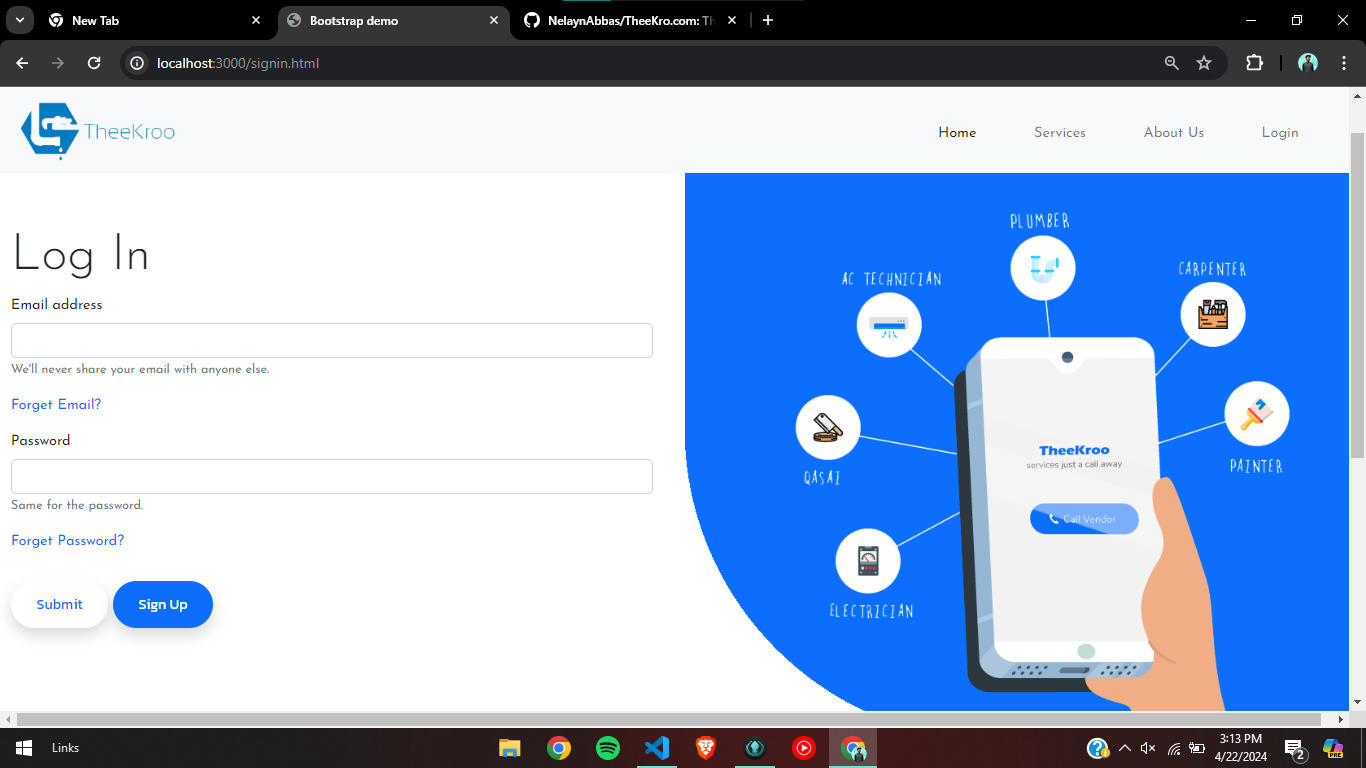 New Tab
Bootstrap demo
NelaynAbbas/TheeKro.com: Th
localhost:3000/signin.html
TheeKroo
Home
Services
About Us
Login
Log In
Email address
We'll never share your email with anyone else.
Forget Email?
Password
Same for the password.
Forget Password?
Submit
Sign Up
PLUMBER
AC TECHNICIAN
CARPENTER
QASAI
PAINTER
ELECTRICIAN
TheeKroo
services just a call away
Call Vendor
Links
3:13 PM
4/22/2024
2
PRE